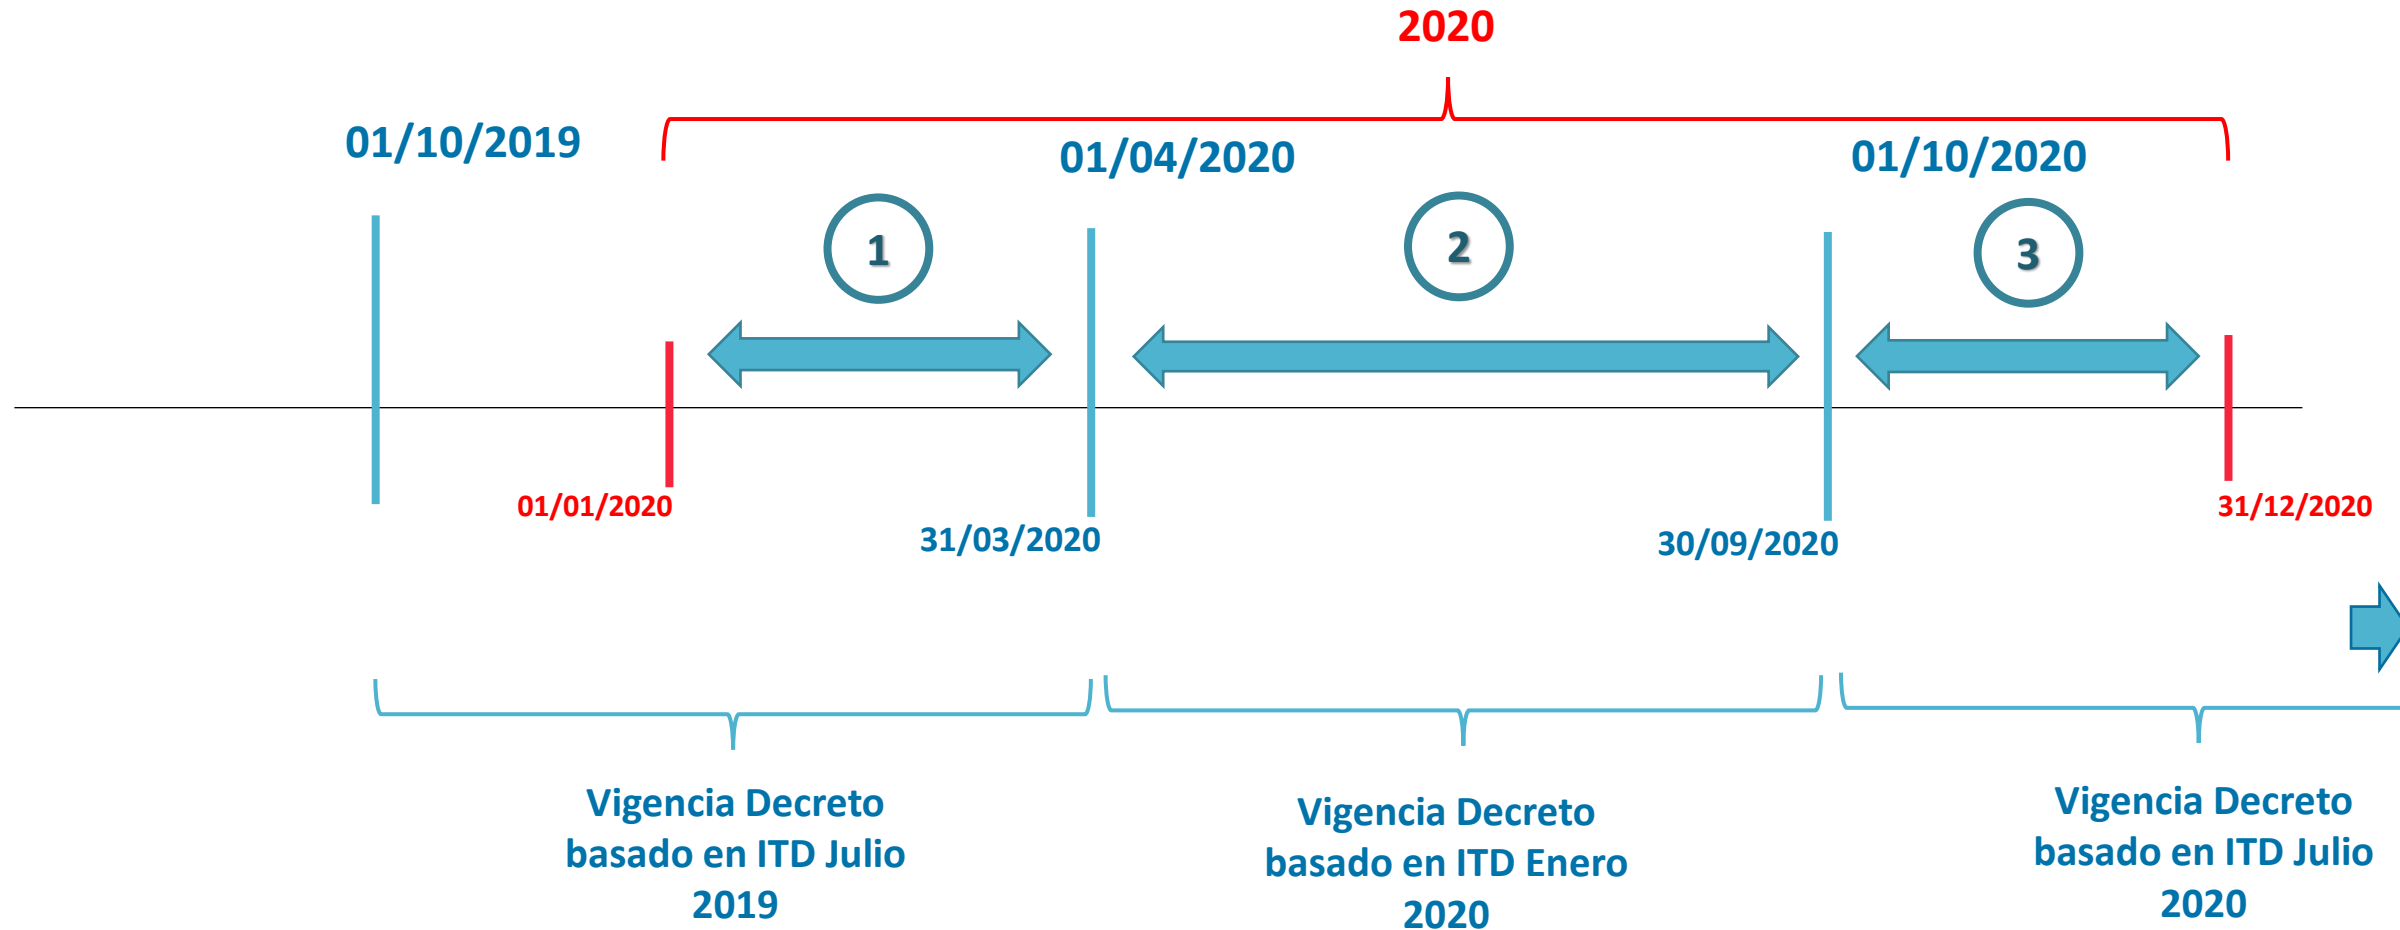 2020
01/10/2019
01/04/2020
01/10/2020
1
2
3
01/01/2020
31/03/2020
30/09/2020
31/12/2020
Vigencia Decreto
basado en ITD Julio
2019
Vigencia Decreto
basado en ITD Enero
2020
Vigencia Decreto
basado en ITD Julio
2020